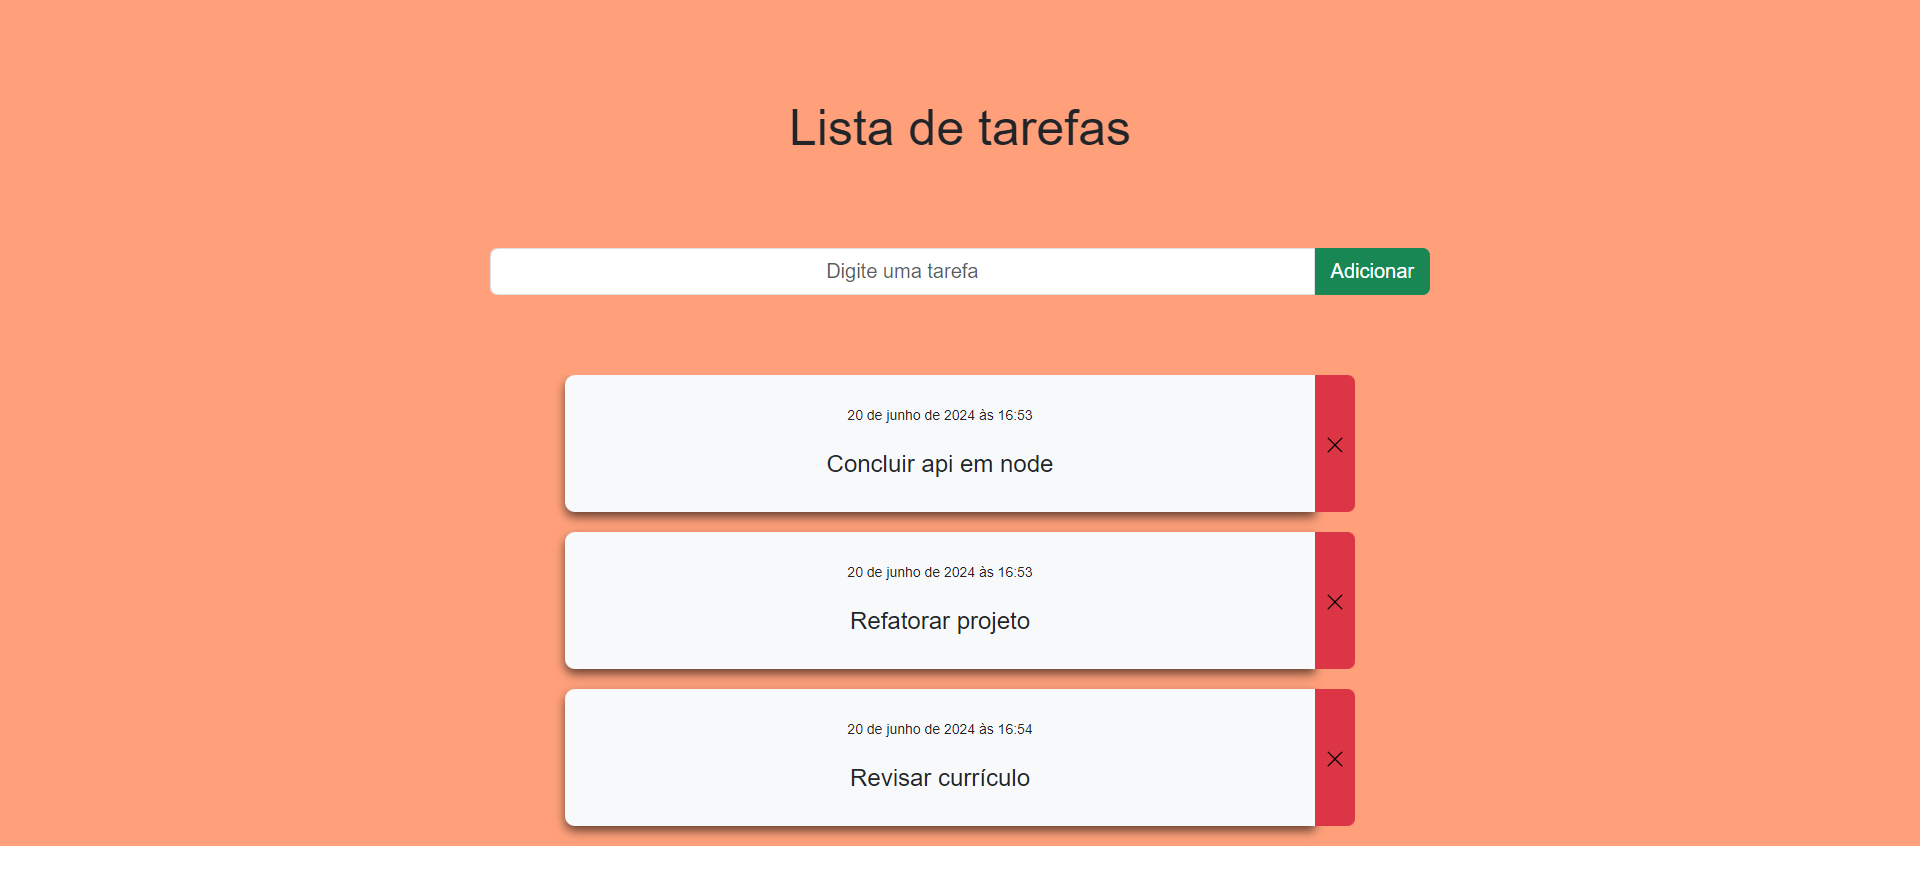 Lista de tarefas
Digite uma tarefa
Adicionar
20 de junho de 2024 às 16:53
Concluir api em node
20 de junho de 2024 às 16:53
Refatorar projeto
20 de junho de 2024 às 16:54
Revisar currículo